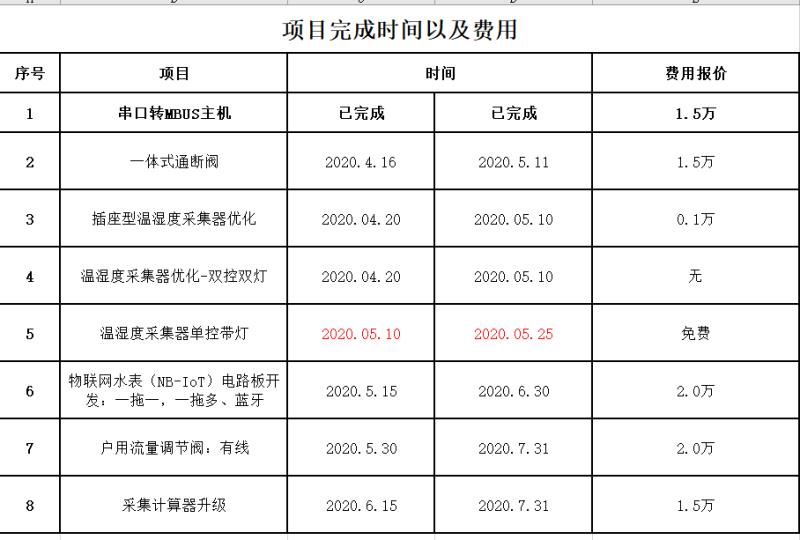 项目完成时间以及费用
序号 项目 时间 费用报价
1 串口转MBUS主机 已完成 已完成 1.5万
2 一体式通断阀 2020.4.16 2020.5.11 1.5万
3 插座型温湿度采集器优化 2020.04.20 2020.05.10 0.1万
4 温湿度采集器优化-双控双灯 2020.04.20 2020.05.10 无
5 温湿度采集器单控带灯 2020.05.10 2020.05.25 免费
6 物联网水表（NB-IoT）电路板开
发：一拖一，一拖多、蓝牙 2020.5.15 2020.6.30 2.0万
7 户用流量调节阀：有线 2020.5.30 2020.7.31 2.0万
8 采集计算器升级 2020.6.15 2020.7.31 1.5万